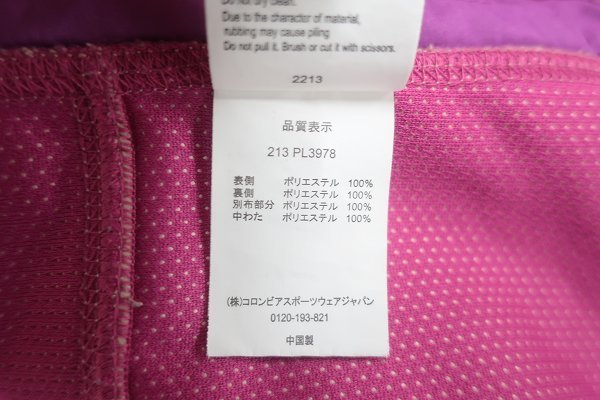 Do not dry clean.
Due to the character of material,
rubbing may cause piling
Do not pull it. Brush or cut it with scissors.
2213
品質表示
213 PL3978
表側 ポリエステル 100%
裏側 ポリエステル 100%
別布部分 ポリエステル 100%
中わた ポリエステル 100%
(株)コロンビアスポーツウェアジャパン
0120-193-821
中国製